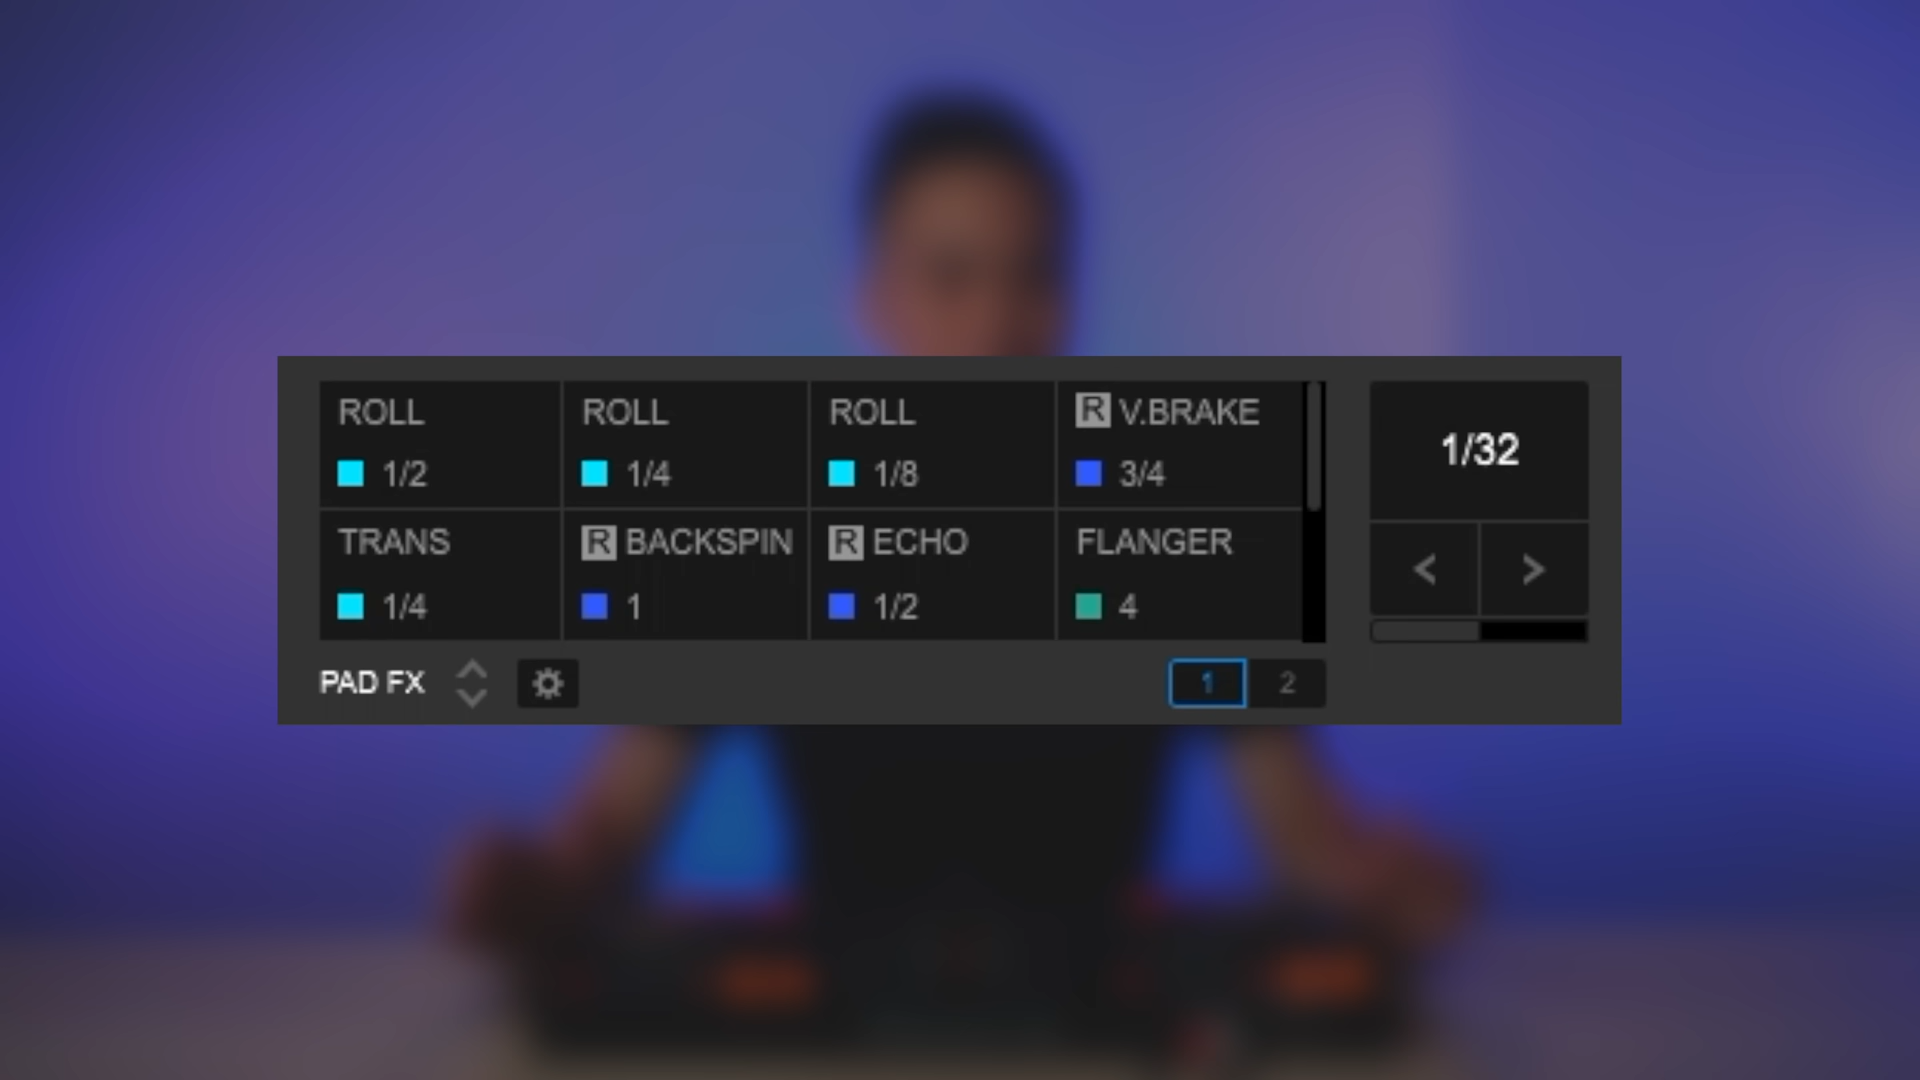 ROLL
1/2
ROLL
1/4
ROLL
1/8
R V.BRAKE
3/4
TRANS
1/4
R BACKSPIN
1
R ECHO
1/2
FLANGER
4
1/32
< >
PAD FX
1 2